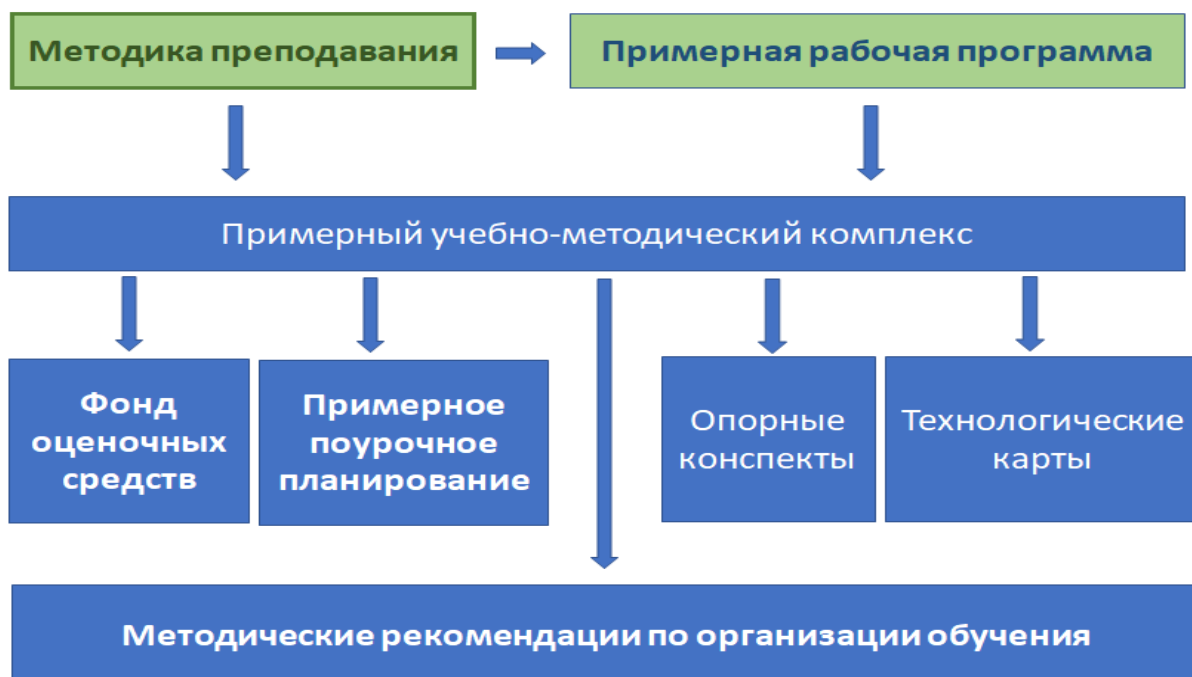 Методика преподавания
Примерная рабочая программа
Примерный учебно-методический комплекс
Фонд
оценочных
средств
Примерное
поурочное
планирование
Опорные
конспекты
Технологические
карты
Методические рекомендации по организации обучения